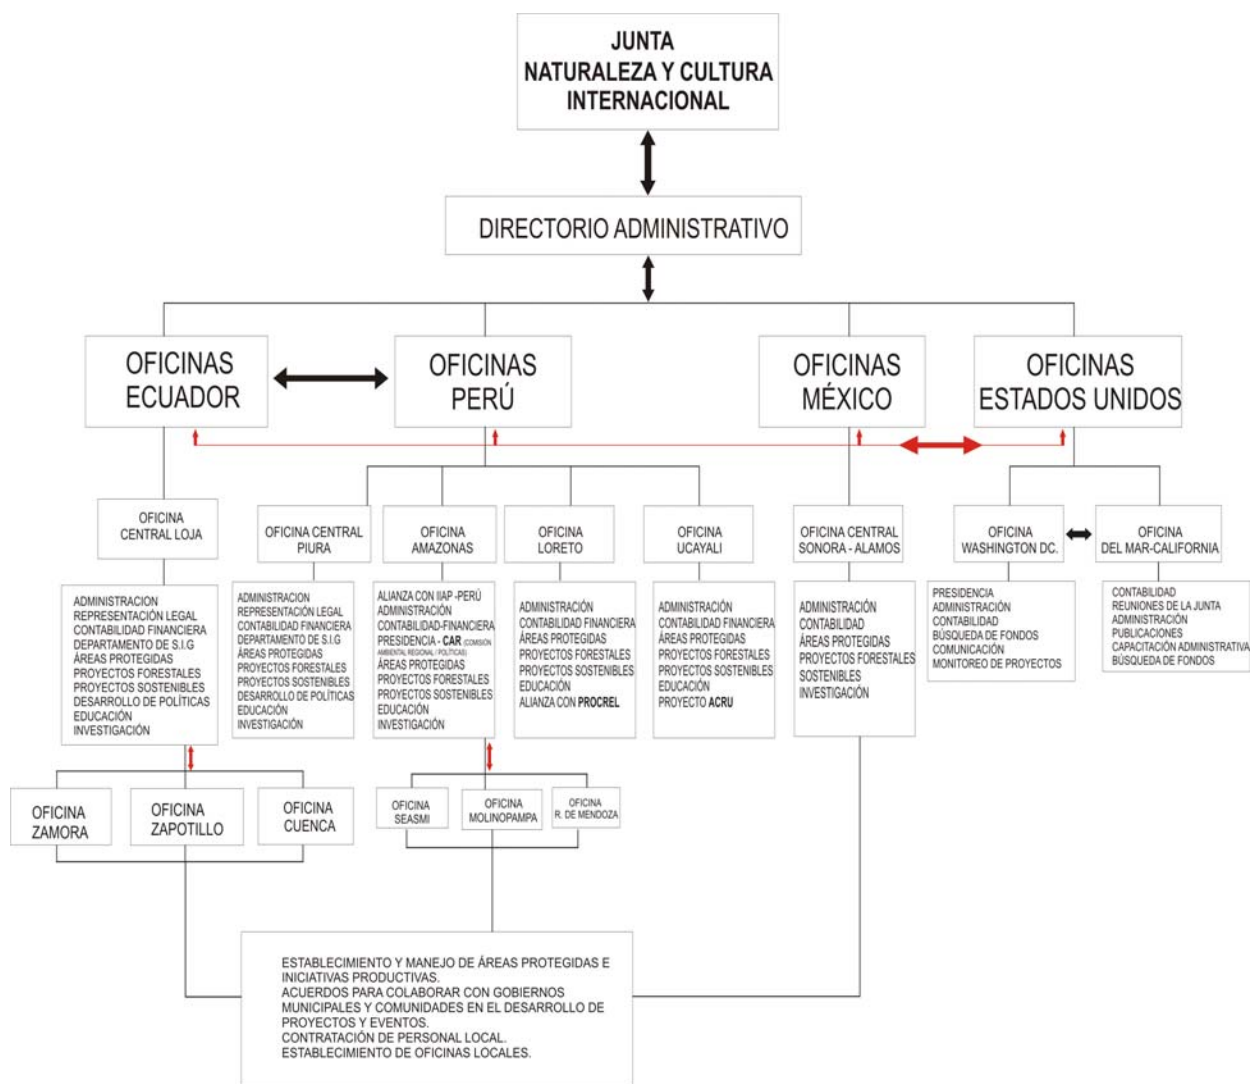 JUNTA
NATURALEZA Y CULTURA
INTERNACIONAL
DIRECTORIO ADMINISTRATIVO
OFICINAS
ECUADOR
OFICINAS
PERÚ
OFICINAS
MÉXICO
OFICINAS
ESTADOS UNIDOS
OFICINA
CENTRAL LOJA
OFICINA CENTRAL
PIURA
OFICINA
AMAZONAS
OFICINA
LORETO
OFICINA
UCAYALI
OFICINA CENTRAL
SONORA - ALAMOS
OFICINA
WASHINGTON DC.
OFICINA
DEL MAR-CALIFORNIA
ADMINISTRACION
REPRESENTACIÓN LEGAL
CONTABILIDAD FINANCIERA
DEPARTAMENTO DE S.I.G
ÁREAS PROTEGIDAS
PROYECTOS FORESTALES
PROYECTOS SOSTENIBLES
DESARROLLO DE POLÍTICAS
EDUCACIÓN
INVESTIGACIÓN
ADMINISTRACION
REPRESENTACIÓN LEGAL
CONTABILIDAD FINANCIERA
DEPARTAMENTO DE S.I.G
ÁREAS PROTEGIDAS
PROYECTOS FORESTALES
PROYECTOS SOSTENIBLES
DESARROLLO DE POLÍTICAS
EDUCACIÓN
INVESTIGACIÓN
ALIANZA CON IIAP -PERÚ
ADMINISTRACIÓN
CONTABILIDAD-FINANCIERA
PRESIDENCIA - CAR (COMISIÓN
AMBIENTAL REGIONAL / POLÍTICAS)
ÁREAS PROTEGIDAS
PROYECTOS FORESTALES
PROYECTOS SOSTENIBLES
EDUCACIÓN
INVESTIGACIÓN
ADMINISTRACIÓN
CONTABILIDAD FINANCIERA
ÁREAS PROTEGIDAS
PROYECTOS FORESTALES
PROYECTOS SOSTENIBLES
EDUCACIÓN
ALIANZA CON PROCREL
ADMINISTRACIÓN
CONTABILIDAD FINANCIERA
ÁREAS PROTEGIDAS
PROYECTOS FORESTALES
PROYECTOS SOSTENIBLES
EDUCACIÓN
PROYECTO ACRU
ADMINISTRACIÓN
CONTABILIDAD
ÁREAS PROTEGIDAS
PROYECTOS FORESTALES
SOSTENIBLES
INVESTIGACIÓN
PRESIDENCIA
ADMINISTRACIÓN
CONTABILIDAD
BÚSQUEDA DE FONDOS
COMUNICACIÓN
MONITOREO DE PROYECTOS
CONTABILIDAD
REUNIONES DE LA JUNTA
ADMINISTRACIÓN
PUBLICACIONES
CAPACITACIÓN ADMINISTRATIVA
BÚSQUEDA DE FONDOS
OFICINA
ZAMORA
OFICINA
ZAPOTILLO
OFICINA
CUENCA
OFICINA
SEASMI
OFICINA
MOLINOPAMPA
OFICINA
R. DE MENDOZA
ESTABLECIMIENTO Y MANEJO DE ÁREAS PROTEGIDAS E
INICIATIVAS PRODUCTIVAS.
ACUERDOS PARA COLABORAR CON GOBIERNOS
MUNICIPALES Y COMUNIDADES EN EL DESARROLLO DE
PROYECTOS Y EVENTOS.
CONTRATACIÓN DE PERSONAL LOCAL.
ESTABLECIMIENTO DE OFICINAS LOCALES.